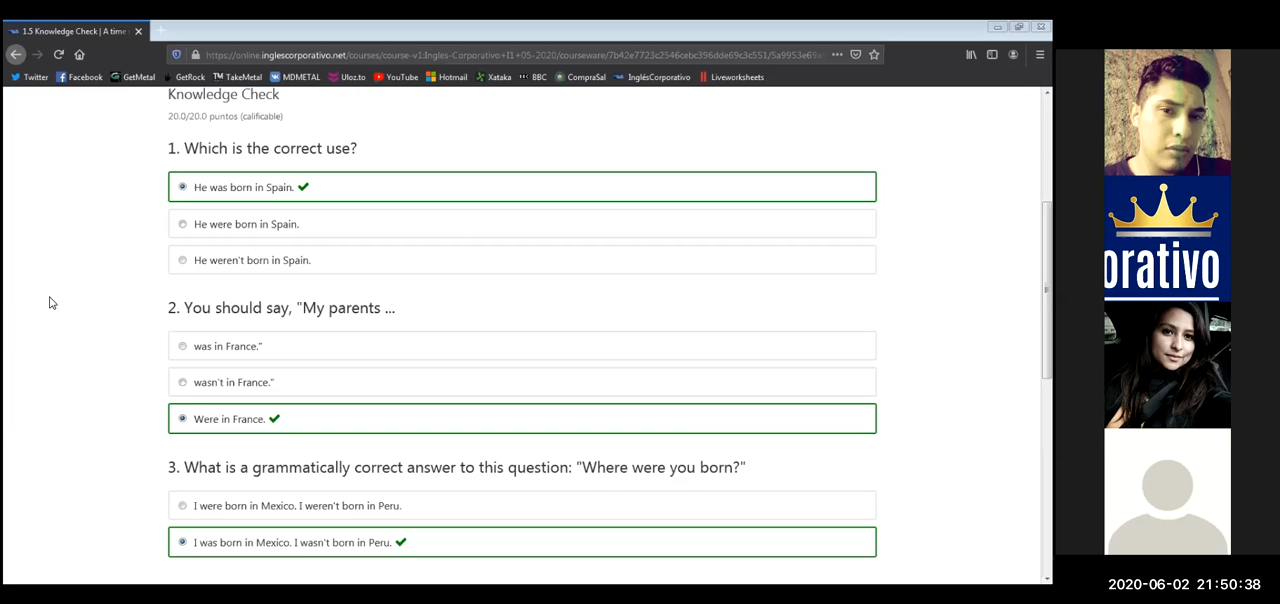 1.5 Knowledge Check | A time
https://online.inglescorporativo.net/courses/course-v1:Ingles-Corporativo+I1+05-2020/courseware/7b42e7723c2546cebc396dde69c3c551/5a9953e69a
Twitter Facebook GetMetal GetRock TakeMetal MDMETAL Uloz.to YouTube Hotmail Xataka BBC CompraSal InglésCorporativo Liveworksheets
Knowledge Check
20.0/20.0 puntos (calificable)
1. Which is the correct use?
He was born in Spain.
He were born in Spain.
He weren't born in Spain.
2. You should say, "My parents ...
was in France."
wasn't in France."
Were in France.
3. What is a grammatically correct answer to this question: "Where were you born?"
I were born in Mexico. I weren't born in Peru.
I was born in Mexico. I wasn't born in Peru.
orativo
2020-06-02 21:50:38